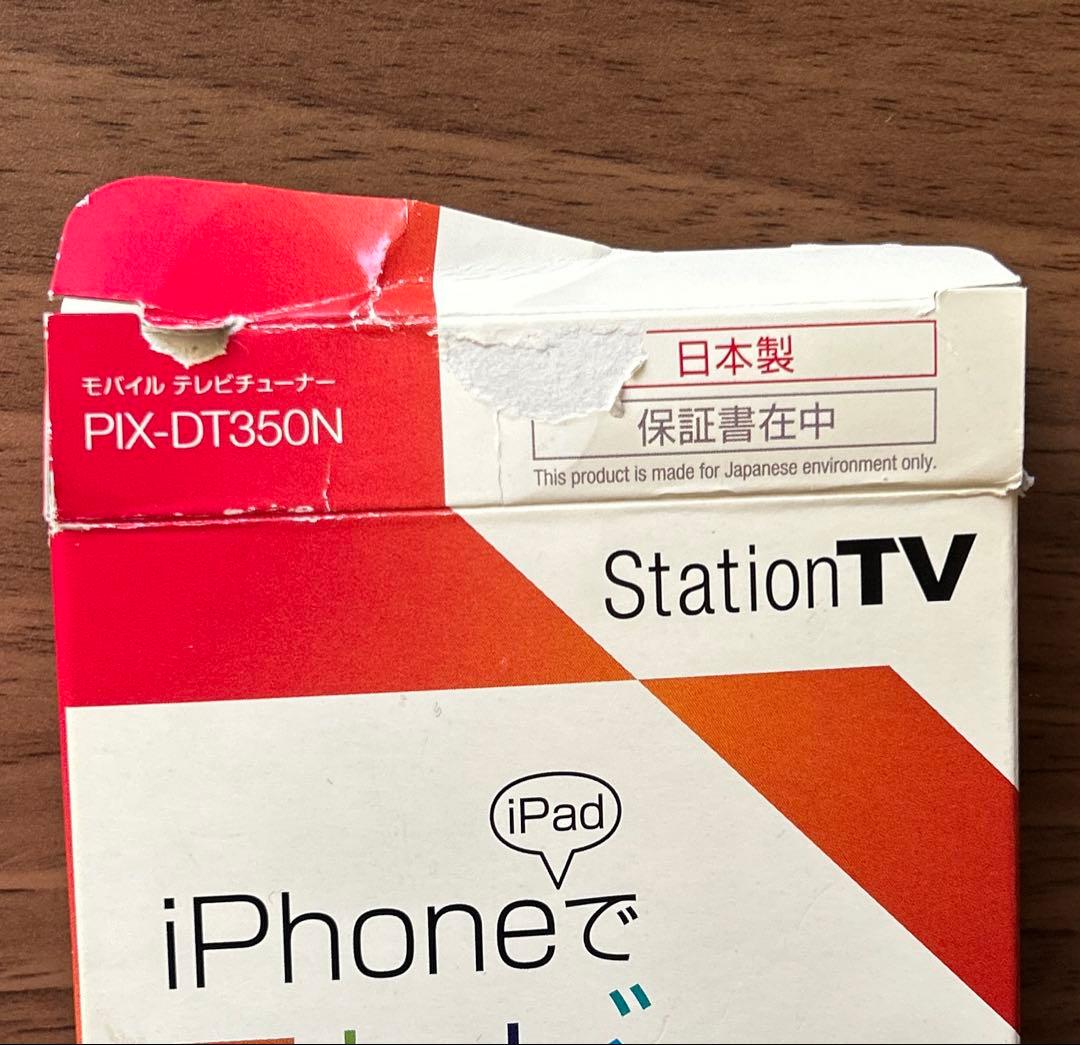 モバイル テレビチューナー
PIX-DT350N
日本製
保証書在中
This product is made for Japanese environment only.
StationTV
iPad
iPhoneで